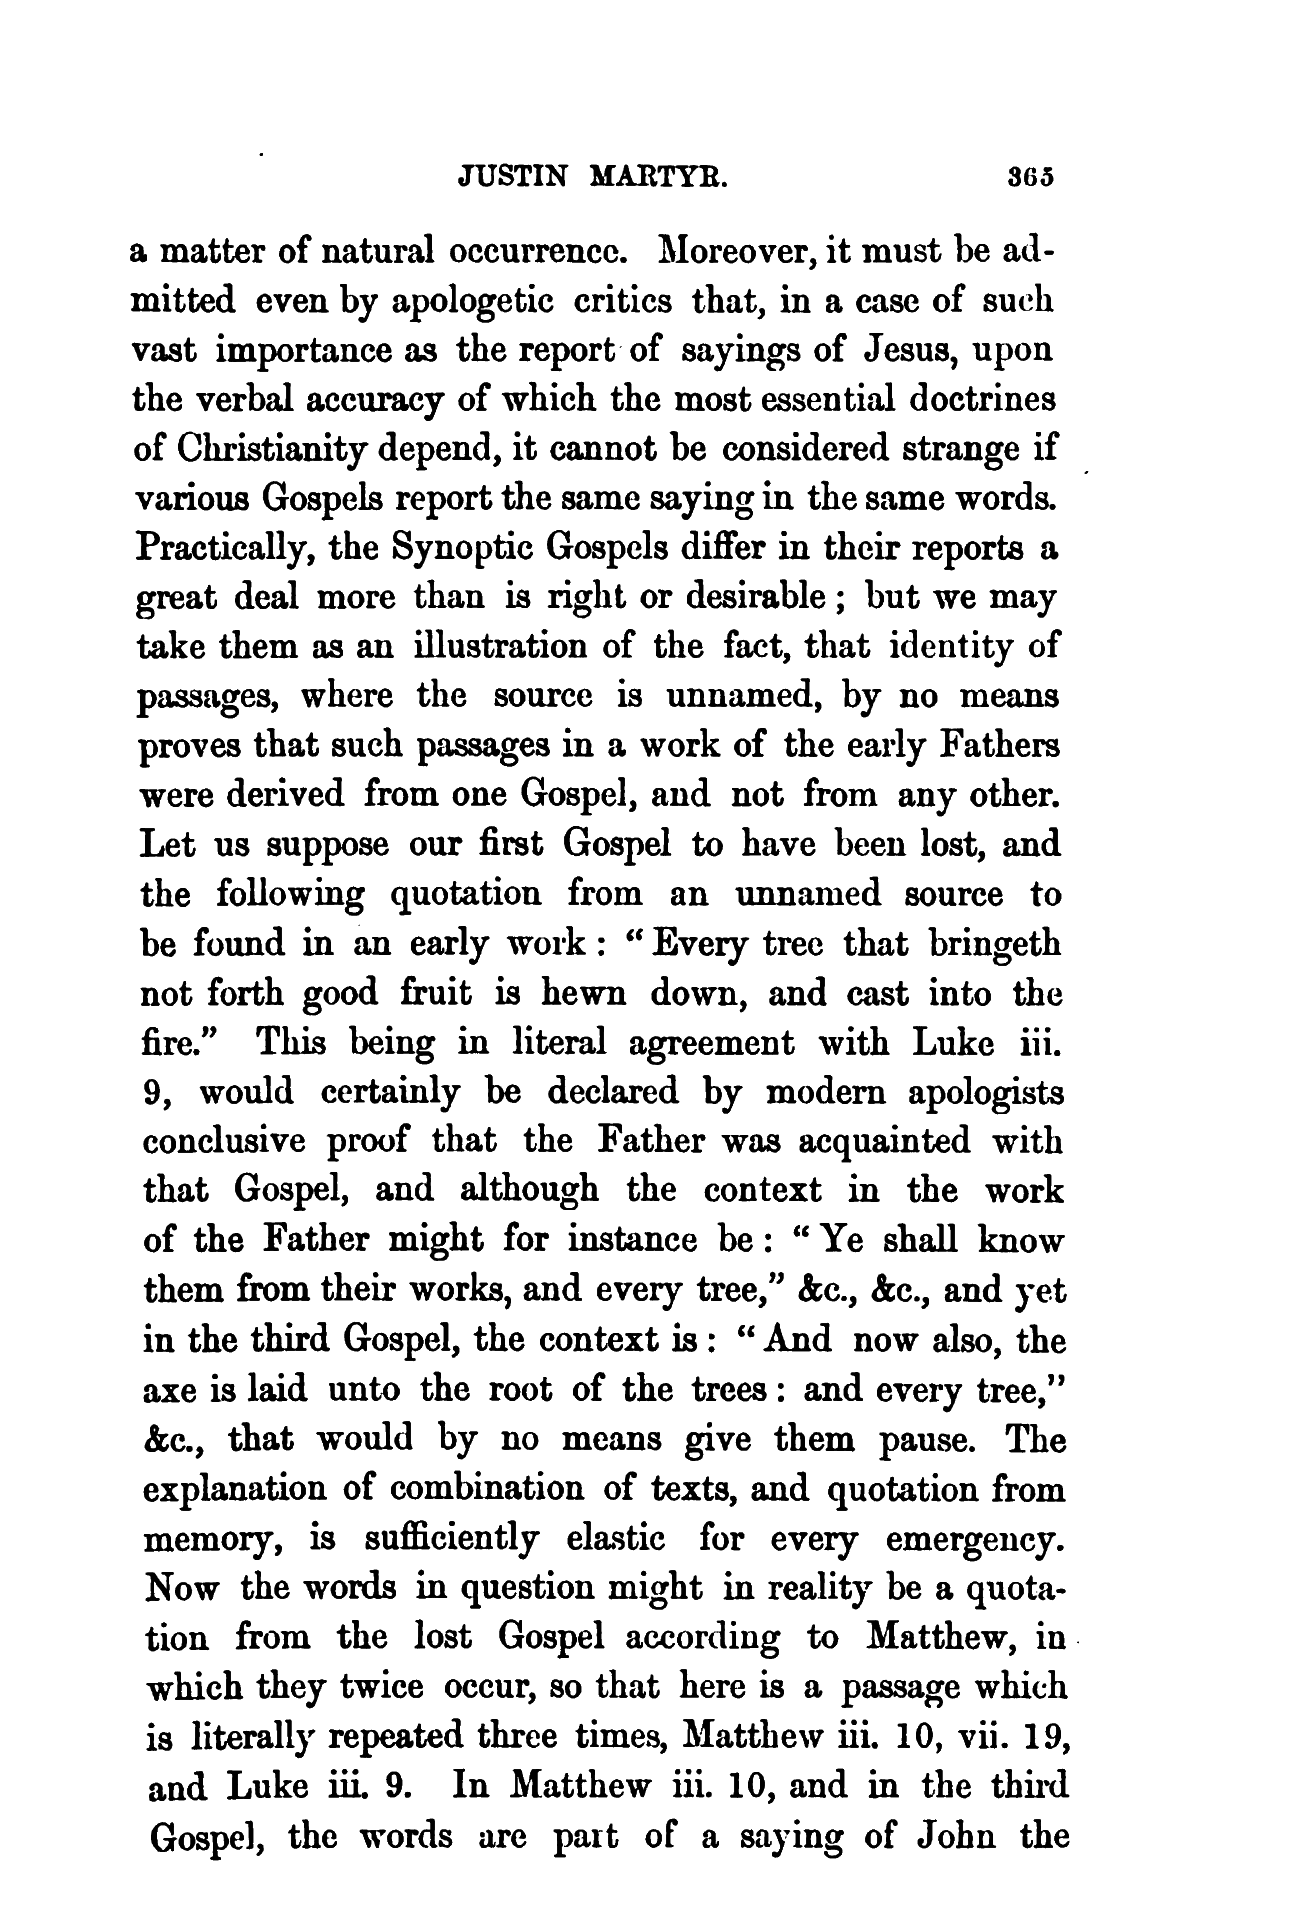 JUSTIN MARTYR. 365
a matter of natural occurrence. Moreover, it must be ad-
mitted even by apologetic critics that, in a case of such
vast importance as the report of sayings of Jesus, upon
the verbal accuracy of which the most essential doctrines
of Christianity depend, it cannot be considered strange if
various Gospels report the same saying in the same words.
Practically, the Synoptic Gospels differ in their reports a
great deal more than is right or desirable; but we may
take them as an illustration of the fact, that identity of
passages, where the source is unnamed, by no means
proves that such passages in a work of the early Fathers
were derived from one Gospel, and not from any other.
Let us suppose our first Gospel to have been lost, and
the following quotation from an unnamed source to
be found in an early work: “Every tree that bringeth
not forth good fruit is hewn down, and cast into the
fire.” This being in literal agreement with Luke iii.
9, would certainly be declared by modern apologists
conclusive proof that the Father was acquainted with
that Gospel, and although the context in the work
of the Father might for instance be: “Ye shall know
them from their works, and every tree,” &c., &c., and yet
in the third Gospel, the context is: “And now also, the
axe is laid unto the root of the trees: and every tree,”
&c., that would by no means give them pause. The
explanation of combination of texts, and quotation from
memory, is sufficiently elastic for every emergency.
Now the words in question might in reality be a quota-
tion from the lost Gospel according to Matthew, in
which they twice occur, so that here is a passage which
is literally repeated three times, Matthew iii. 10, vii. 19,
and Luke iii. 9. In Matthew iii. 10, and in the third
Gospel, the words are part of a saying of John the